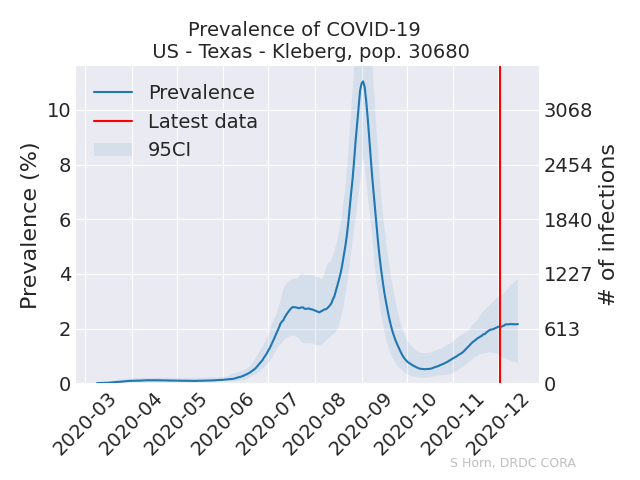 Prevalence of COVID-19
US - Texas - Kleberg, pop. 30680
Prevalence
Latest data
95CI
Prevalence (%)
10
8
6
4
2
0
3068
2454
1840
1227
613
0
# of infections
2020-03
2020-04
2020-05
2020-06
2020-07
2020-08
2020-09
2020-10
2020-11
2020-12
S Horn, DRDC CORA